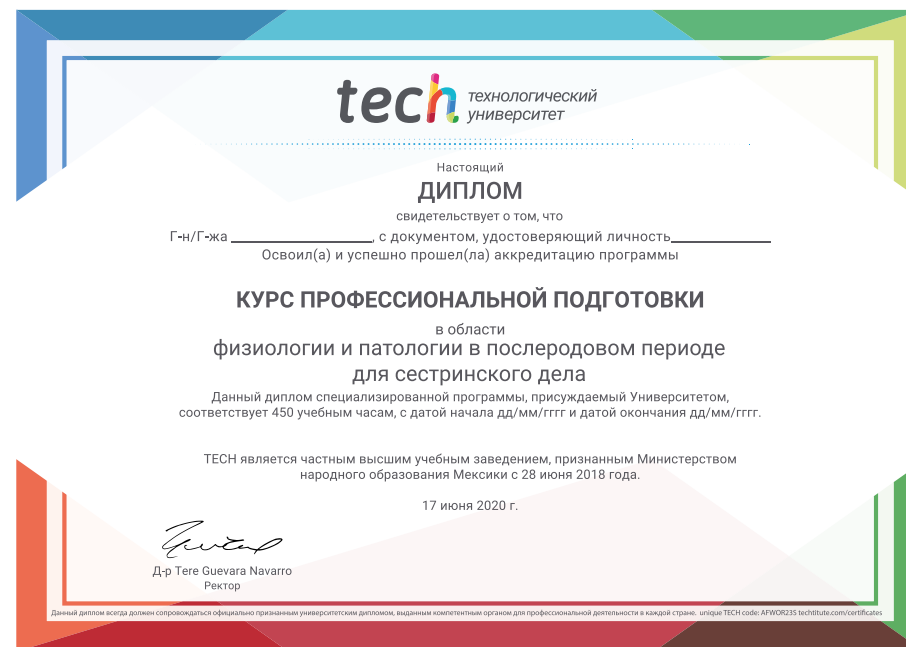 tech технологический
университет
Настоящий
ДИПЛОМ
свидетельствует о том, что
Г-н/Г-жа ____________________, с документом, удостоверяющий личность______________
Освоил(а) и успешно прошел(ла) аккредитацию программы
КУРС ПРОФЕССИОНАЛЬНОЙ ПОДГОТОВКИ
в области
физиологии и патологии в послеродовом периоде
для сестринского дела
Данный диплом специализированной программы, присуждаемый Университетом,
соответствует 450 учебным часам, с датой начала дд/мм/гггг и датой окончания дд/мм/гггг.
TECH является частным высшим учебным заведением, признанным Министерством
народного образования Мексики с 28 июня 2018 года.
17 июня 2020 г.
Д-р Tere Guevara Navarro
Ректор
Данный диплом всегда должен сопровождаться официально признанным университетским дипломом, выданным компетентным органом для профессиональной деятельности в каждой стране. unique TECH code: AFWOR23S techtitute.com/certificates